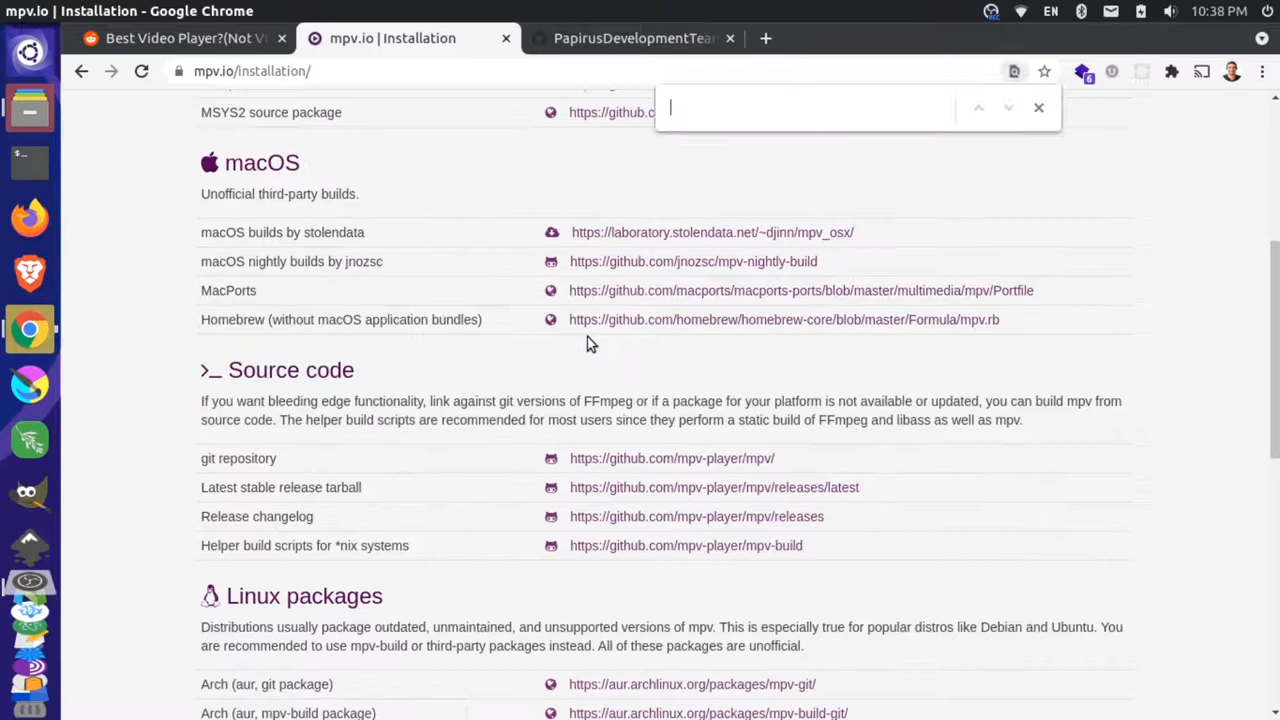 mpv.io | Installation - Google Chrome
EN
10:38 PM
Best Video Player?(Not V
mpv.io | Installation
PapirusDevelopmentTea
mpv.io/installation/
6
MSYS2 source package https://github.c
macOS
Unofficial third-party builds.
macOS builds by stolendata https://laboratory.stolendata.net/~djinn/mpv_osx/
macOS nightly builds by jnozsc https://github.com/jnozsc/mpv-nightly-build
MacPorts https://github.com/macports/macports-ports/blob/master/multimedia/mpv/Portfile
Homebrew (without macOS application bundles) https://github.com/homebrew/homebrew-core/blob/master/Formula/mpv.rb
Source code
If you want bleeding edge functionality, link against git versions of FFmpeg or if a package for your platform is not available or updated, you can build mpv from
source code. The helper build scripts are recommended for most users since they perform a static build of FFmpeg and libass as well as mpv.
git repository https://github.com/mpv-player/mpv/
Latest stable release tarball https://github.com/mpv-player/mpv/releases/latest
Release changelog https://github.com/mpv-player/mpv/releases
Helper build scripts for *nix systems https://github.com/mpv-player/mpv-build
Linux packages
Distributions usually package outdated, unmaintained, and unsupported versions of mpv. This is especially true for popular distros like Debian and Ubuntu. You
are recommended to use mpv-build or third-party packages instead. All of these packages are unofficial.
Arch (aur, git package) https://aur.archlinux.org/packages/mpv-git/
Arch (aur, mpv-build package) https://aur.archlinux.org/packages/mpv-build-git/